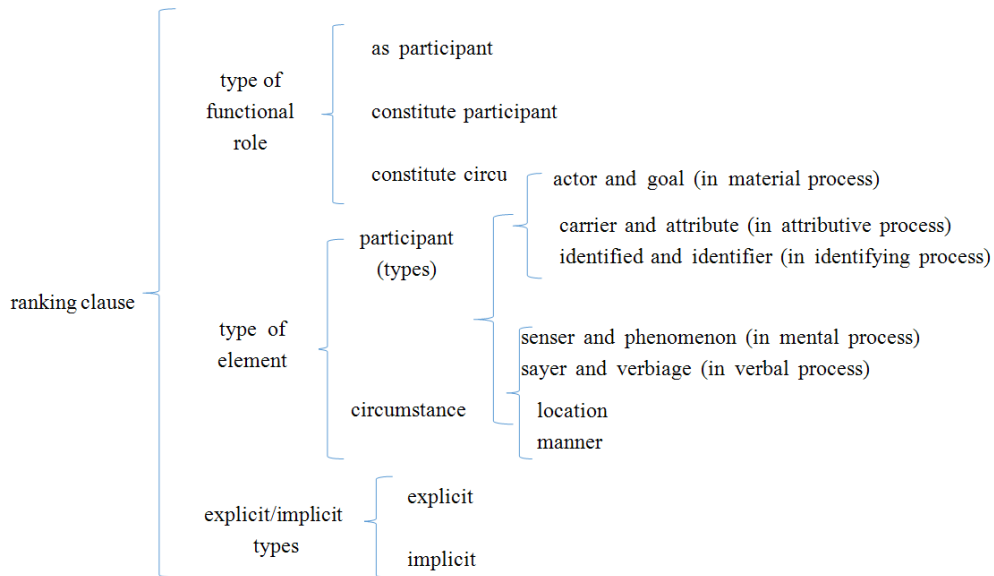 ranking clause
type of
functional
role
as participant
constitute participant
constitute circu
type of
element
participant
(types)
actor and goal (in material process)
carrier and attribute (in attributive process)
identified and identifier (in identifying process)
senser and phenomenon (in mental process)
sayer and verbiage (in verbal process)
circumstance
location
manner
explicit/implicit
types
explicit
implicit